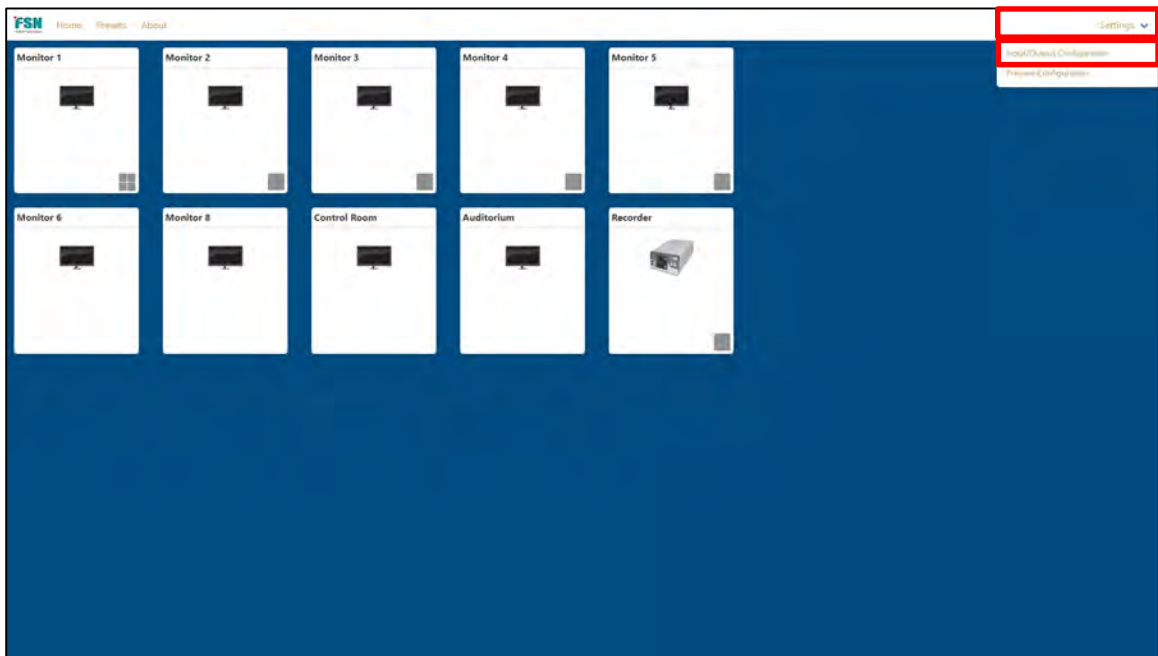 FSN
Home Presets About
Settings
Input/Output Configuration
Preview Configuration
Monitor 1 Monitor 2 Monitor 3 Monitor 4 Monitor 5
Monitor 6 Monitor 8 Control Room Auditorium Recorder